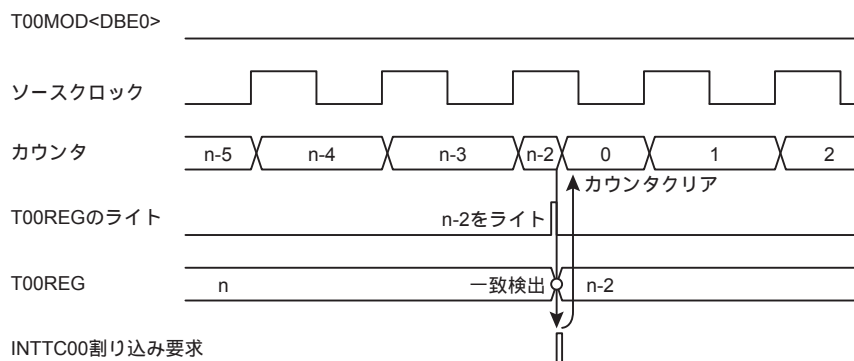 T00MOD<DBE0>
ソースクロック
カウンタ n-5 n-4 n-3 n-2 0 1 2
カウンタクリア
T00REGのライト n-2をライト
T00REG n 一致検出 n-2
INTTC00割り込み要求